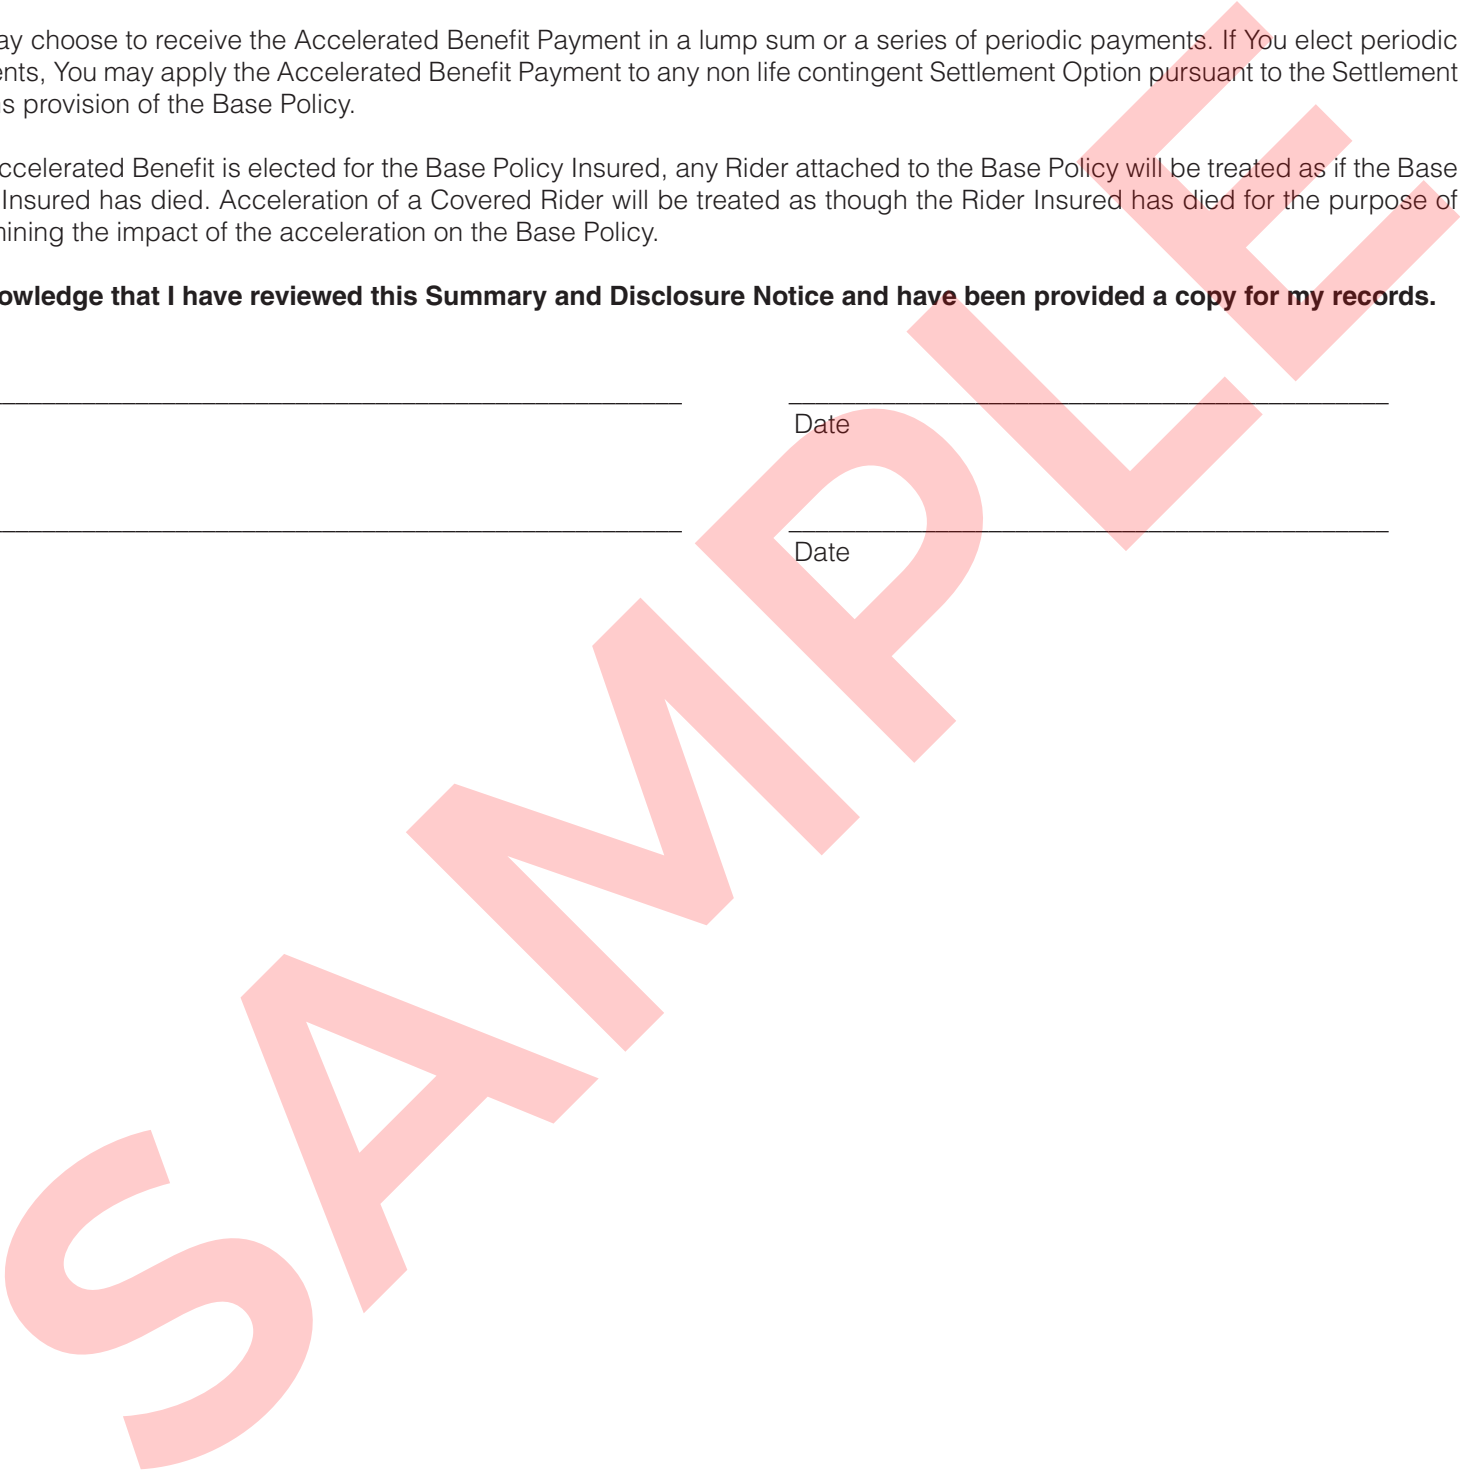 ay choose to receive the Accelerated Benefit Payment in a lump sum or a series of periodic payments. If You elect periodic
ents, You may apply the Accelerated Benefit Payment to any non life contingent Settlement Option pursuant to the Settlement
ns provision of the Base Policy.
ccelerated Benefit is elected for the Base Policy Insured, any Rider attached to the Base Policy will be treated as if the Base
Insured has died. Acceleration of a Covered Rider will be treated as though the Rider Insured has died for the purpose of
mining the impact of the acceleration on the Base Policy.
owledge that I have reviewed this Summary and Disclosure Notice and have been provided a copy for my records.
Date
Date
SAMPLE